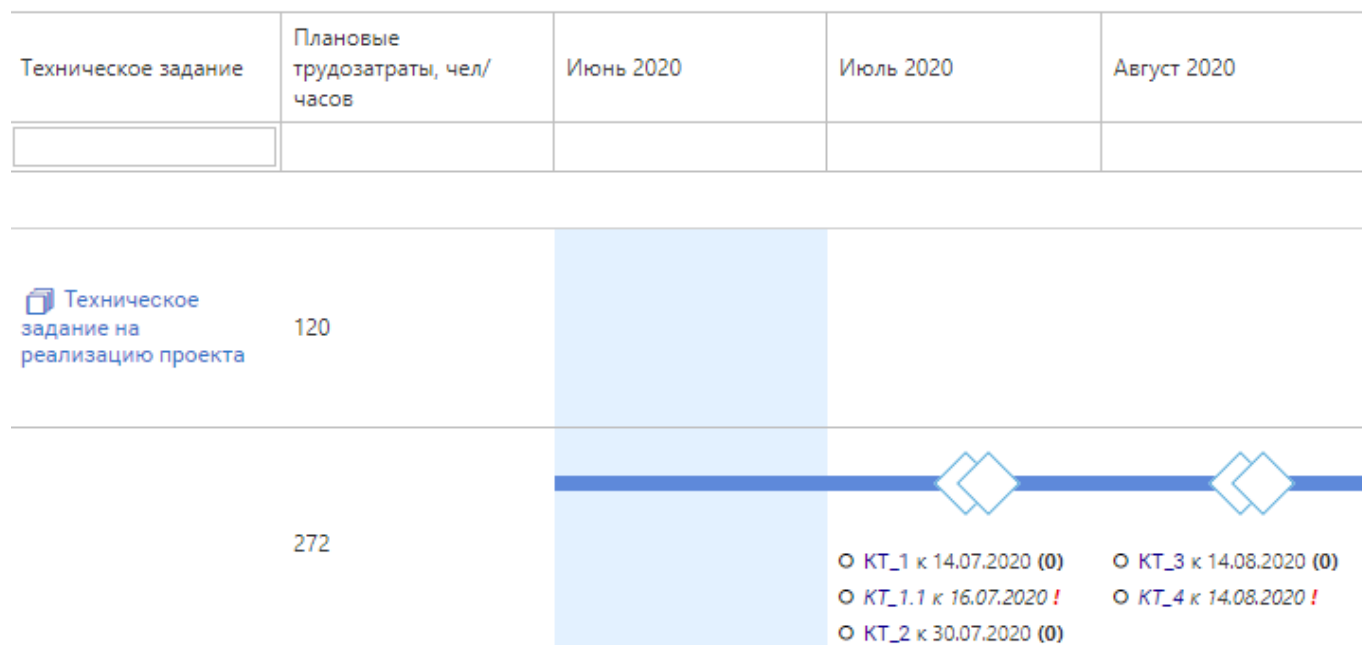 Техническое задание
Плановые
трудозатраты, чел/
часов
Июнь 2020
Июль 2020
Август 2020
Техническое
задание на
реализацию проекта
120
272
КТ_1 к 14.07.2020 (0)
КТ_1.1 к 16.07.2020 !
КТ_2 к 30.07.2020 (0)
КТ_3 к 14.08.2020 (0)
КТ_4 к 14.08.2020 !